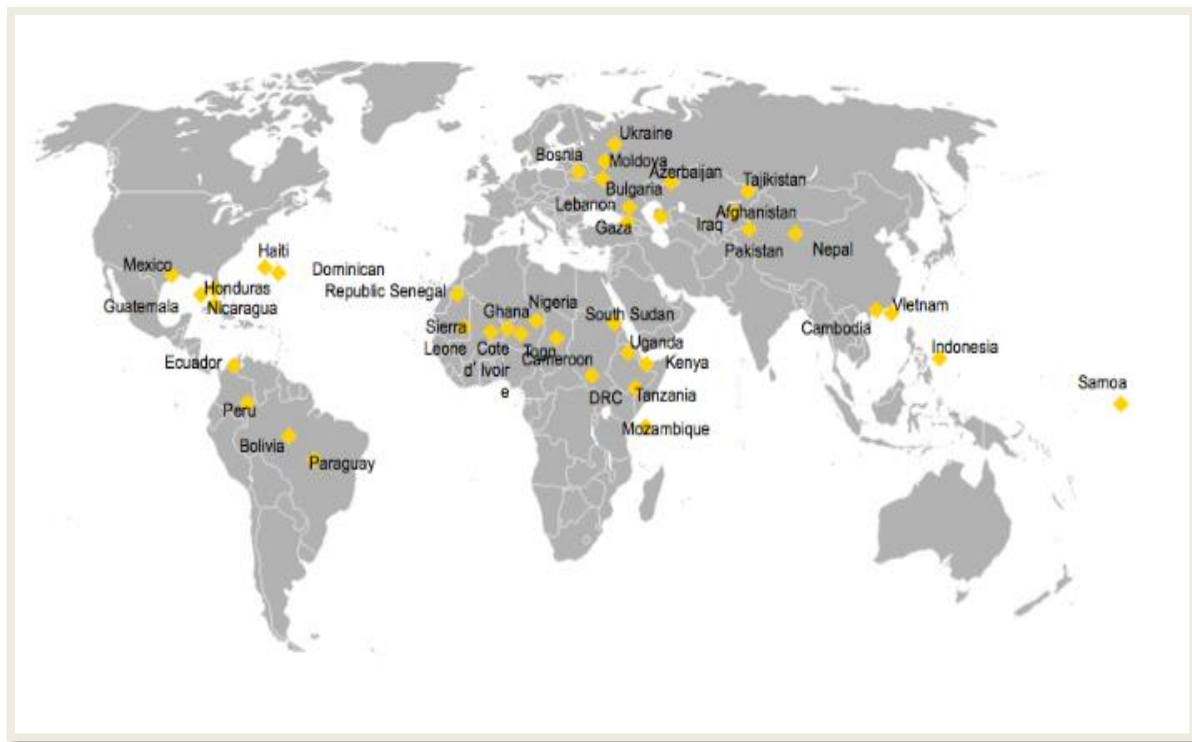 Ukraine
Bosnia
Moldova
Azerbaijan
Tajikistan
Bulgaria
Lebanon
Afghanistan
Gaza
Iraq
Pakistan
Nepal
Haiti
Mexico
Dominican
Republic Senegal
Honduras
Guatemala
Nicaragua
Nigeria
Ghana
South Sudan
Vietnam
Cambodia
Sierra
Leone
Cote
d' Ivoir
e
Togo
Cameroon
Uganda
Kenya
Indonesia
Ecuador
Samoa
DRC
Tanzania
Peru
Mozambique
Bolivia
Paraguay